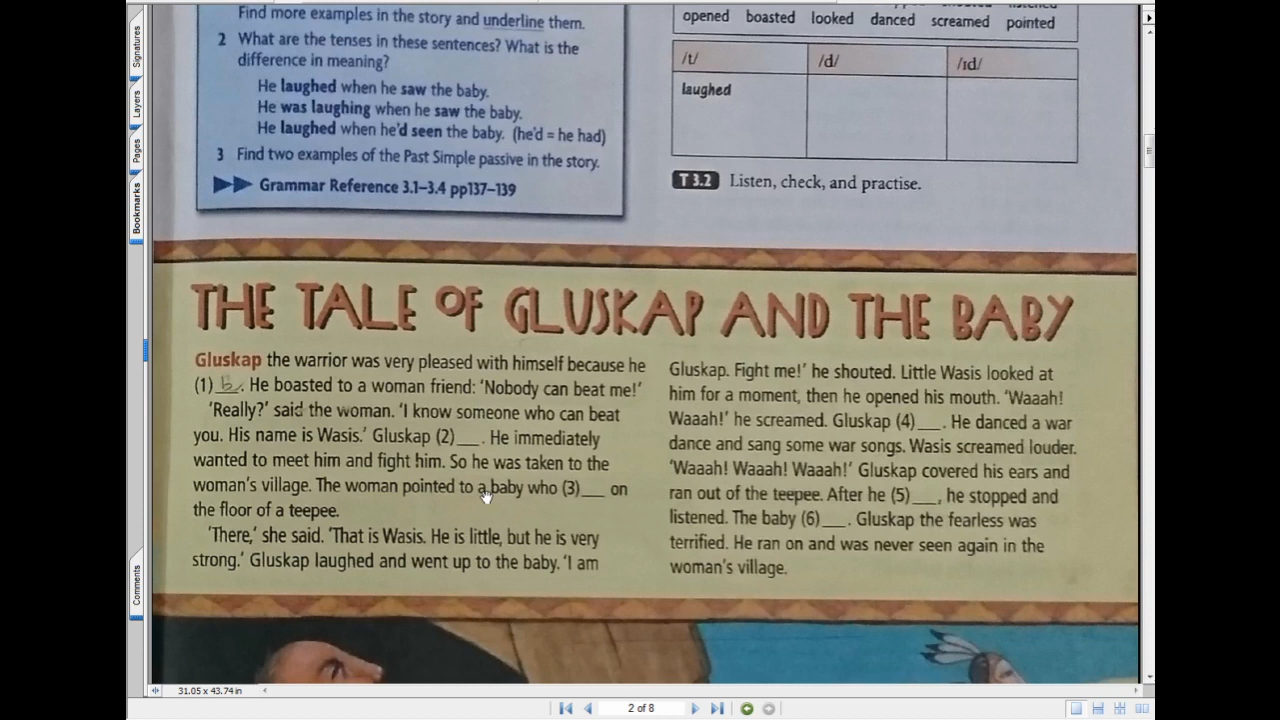 Signatures
Layers
Pages
Bookmarks
Comments
Find more examples in the story and underline them.
2 What are the tenses in these sentences? What is the
difference in meaning?
He laughed when he saw the baby.
He was laughing when he saw the baby.
He laughed when he'd seen the baby. (he'd = he had)
3 Find two examples of the Past Simple passive in the story.
Grammar Reference 3.1–3.4 pp137–139
opened boasted looked danced screamed pointed
/t/ /d/ /ɪd/
laughed
T 3.2 Listen, check, and practise.
THE TALE OF GLUSKAP AND THE BABY
Gluskap the warrior was very pleased with himself because he
(1) b. He boasted to a woman friend: 'Nobody can beat me!'
'Really?' said the woman. 'I know someone who can beat
you. His name is Wasis.' Gluskap (2)__. He immediately
wanted to meet him and fight him. So he was taken to the
woman's village. The woman pointed to a baby who (3)__ on
the floor of a teepee.
'There,' she said. 'That is Wasis. He is little, but he is very
strong.' Gluskap laughed and went up to the baby. 'I am
Gluskap. Fight me!' he shouted. Little Wasis looked at
him for a moment, then he opened his mouth. 'Waaah!
Waaah!' he screamed. Gluskap (4)__. He danced a war
dance and sang some war songs. Wasis screamed louder.
'Waaah! Waaah! Waaah!' Gluskap covered his ears and
ran out of the teepee. After he (5)__, he stopped and
listened. The baby (6)__. Gluskap the fearless was
terrified. He ran on and was never seen again in the
woman's village.
31.05 x 43.74 in
2 of 8